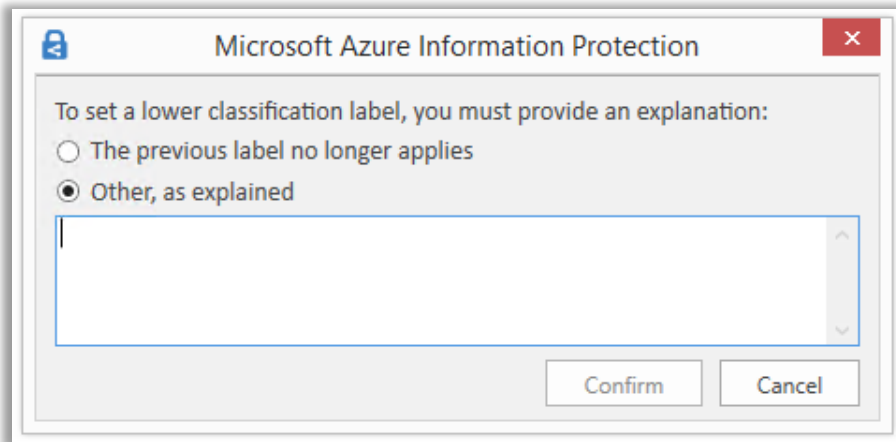 Microsoft Azure Information Protection
To set a lower classification label, you must provide an explanation:
The previous label no longer applies
Other, as explained
Confirm
Cancel